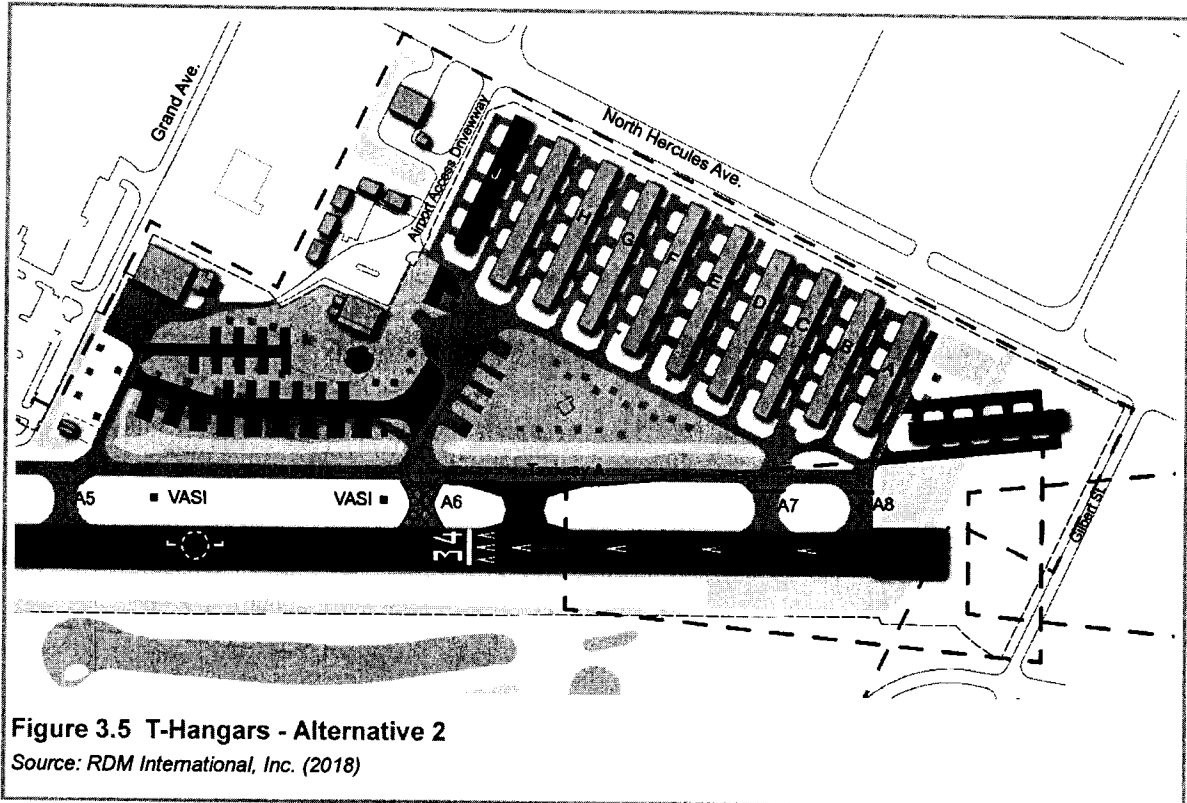 Grand Ave.
North Hercules Ave.
Airport Access Drivewway
I
H
G
F
E
D
C
B
A
A5
VASI
VASI
A6
A7
A8
34
Gilbert St.
Figure 3.5 T-Hangars - Alternative 2
Source: RDM International, Inc. (2018)